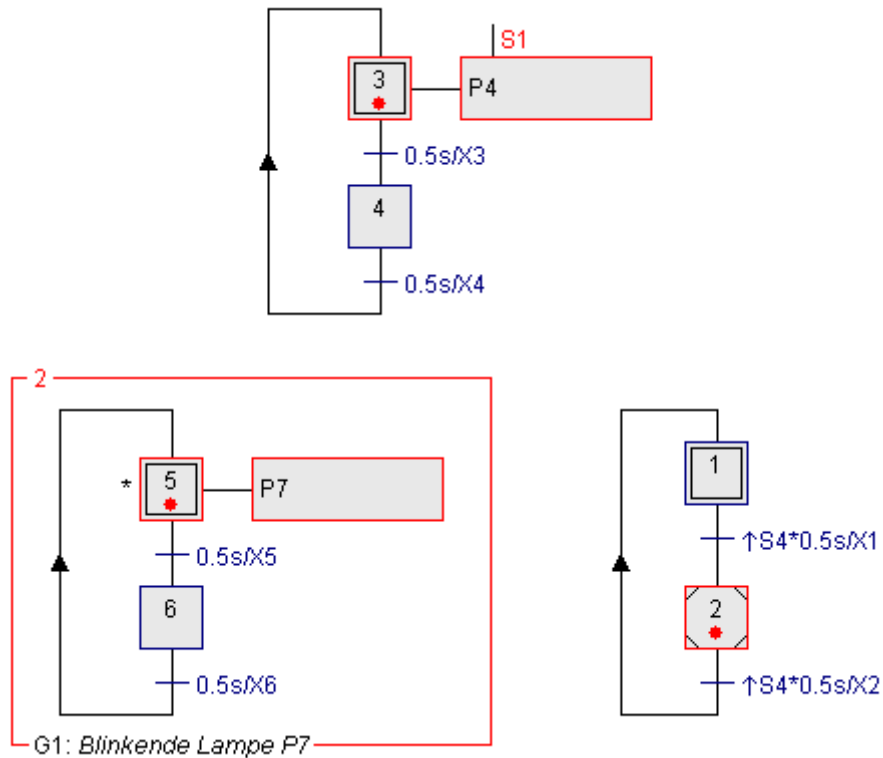 S1
3
P4
0.5s/X3
4
0.5s/X4
2
* 5
P7
0.5s/X5
6
0.5s/X6
G1: Blinkende Lampe P7
1
↑S4*0.5s/X1
2
↑S4*0.5s/X2